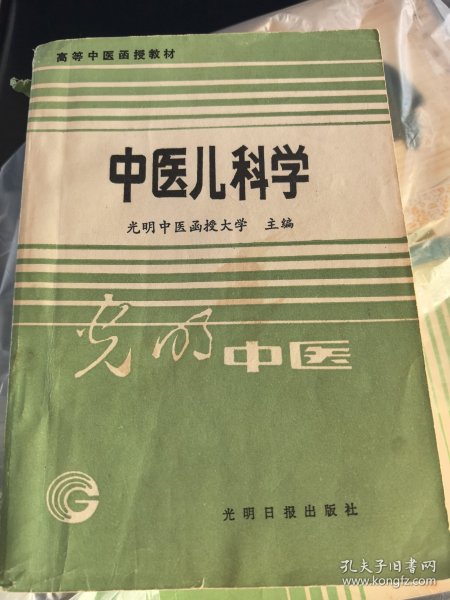 高等中医函授教材
中医儿科学
光明中医函授大学 主编
光明中医
光明日报出版社
孔夫子旧书网
www.kongfz.com